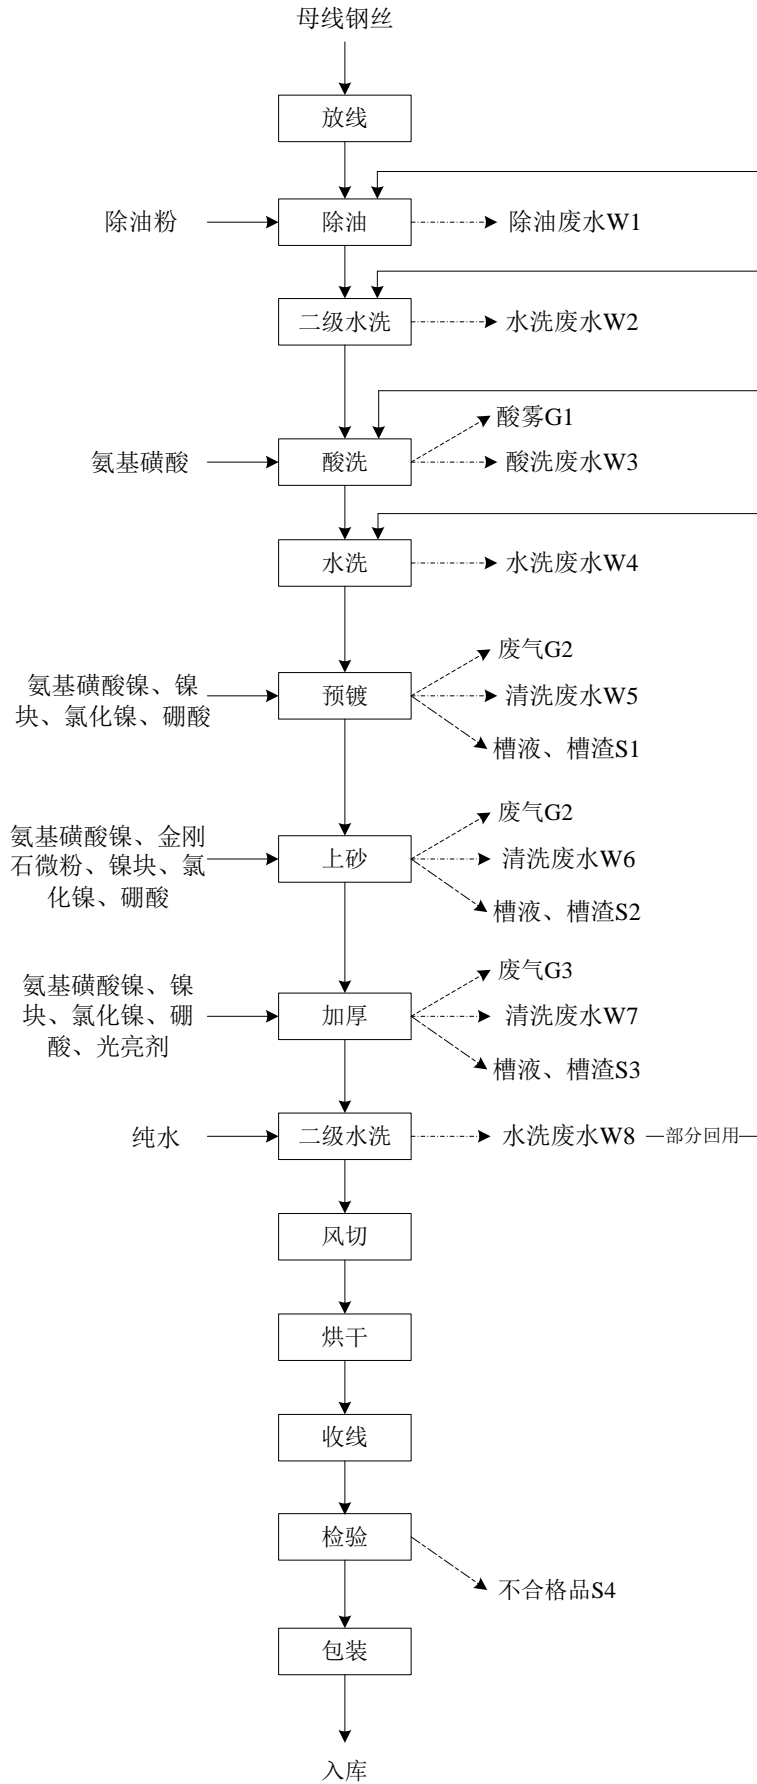 母线钢丝
放线
除油粉
除油
除油废水W1
二级水洗
水洗废水W2
酸雾G1
氨基磺酸
酸洗
酸洗废水W3
水洗
水洗废水W4
废气G2
氨基磺酸镍、镍
块、氯化镍、硼酸
预镀
清洗废水W5
槽液、槽渣S1
废气G2
氨基磺酸镍、金刚
石微粉、镍块、氯
化镍、硼酸
上砂
清洗废水W6
槽液、槽渣S2
废气G3
氨基磺酸镍、镍
块、氯化镍、硼
酸、光亮剂
加厚
清洗废水W7
槽液、槽渣S3
纯水
二级水洗
水洗废水W8
部分回用
风切
烘干
收线
检验
不合格品S4
包装
入库